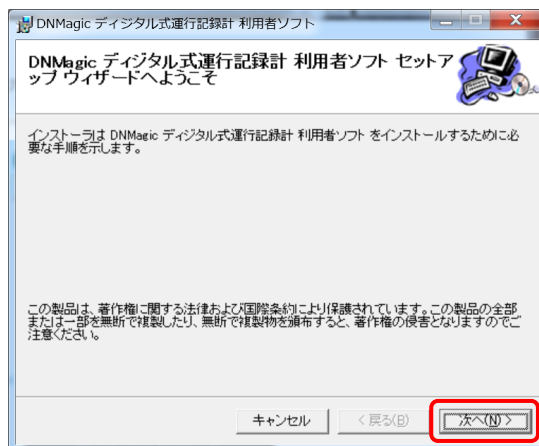 DNMagic ディジタル式運行記録計 利用者ソフト
DNMagic ディジタル式運行記録計 利用者ソフト セットア
ップ ウィザードへようこそ
インストーラは DNMagic ディジタル式運行記録計 利用者ソフト をインストールするために必
要な手順を示します。
この製品は、著作権に関する法律および国際条約により保護されています。この製品の全部
または一部を無断で複製したり、無断で複製物を頒布すると、著作権の侵害となりますのでご
注意ください。
キャンセル
< 戻る(B)
次へ(N) >